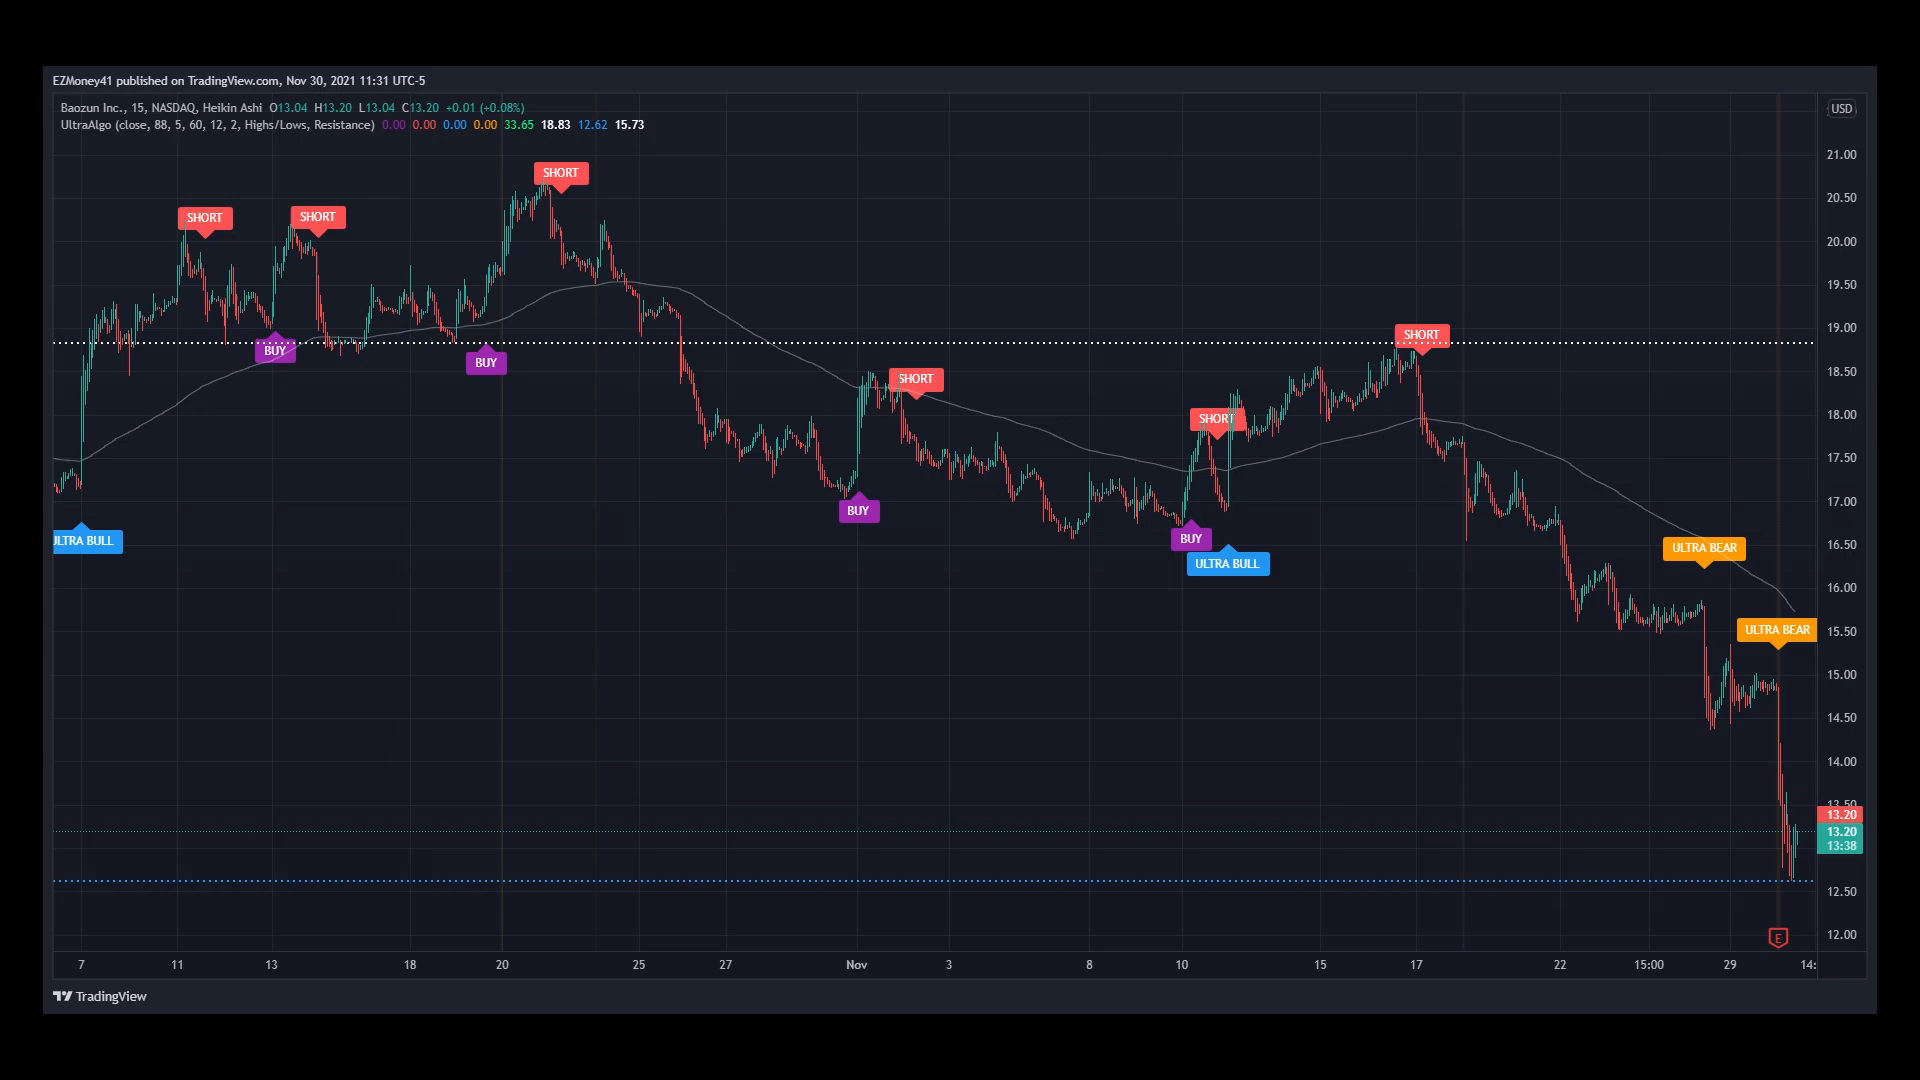 EZMoney41 published on TradingView.com, Nov 30, 2021 11:31 UTC-5
Baozun Inc., 15, NASDAQ, Heikin Ashi O13.04 H13.20 L13.04 C13.20 +0.01 (+0.08%)
UltraAlgo (close, 88, 5, 60, 12, 2, Highs/Lows, Resistance) 0.00 0.00 0.00 0.00 33.65 18.83 12.62 15.73
USD
21.00
20.50
20.00
19.50
19.00
18.50
18.00
17.50
17.00
16.50
16.00
15.50
15.00
14.50
14.00
13.50
13.20
13.20
13:38
12.50
12.00
SHORT
SHORT
SHORT
BUY
BUY
SHORT
SHORT
SHORT
BUY
BUY
ULTRA BULL
ULTRA BULL
ULTRA BEAR
ULTRA BEAR
E
7 11 13 18 20 25 27 Nov 3 8 10 15 17 22 15:00 29 14:
TradingView